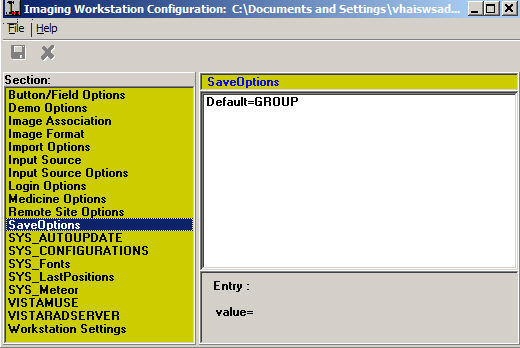 Imaging Workstation Configuration: C:\Documents and Settings\vhaiswsad...
File Help
Section:
Button/Field Options
Demo Options
Image Association
Image Format
Import Options
Input Source
Input Source Options
Login Options
Medicine Options
Remote Site Options
SaveOptions
SYS_AUTOUPDATE
SYS_CONFIGURATIONS
SYS_Fonts
SYS_LastPositions
SYS_Meteor
VISTAMUSE
VISTARADSERVER
Workstation Settings
SaveOptions
Default=GROUP
Entry :
value=